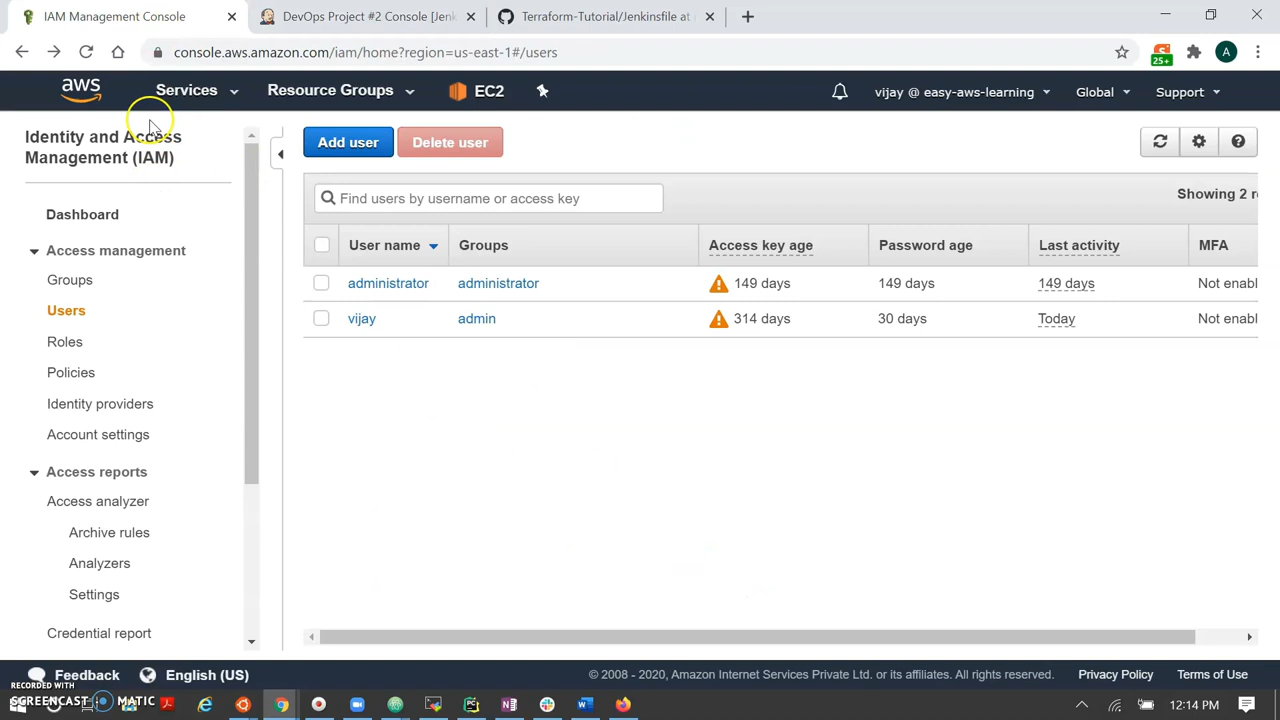 IAM Management Console
DevOps Project #2 Console [Jenk
Terraform-Tutorial/Jenkinsfile at
console.aws.amazon.com/iam/home?region=us-east-1#/users
25+
A
aws
Services
Resource Groups
EC2
vijay @ easy-aws-learning
Global
Support
Identity and Access
Management (IAM)
Dashboard
Access management
Groups
Users
Roles
Policies
Identity providers
Account settings
Access reports
Access analyzer
Archive rules
Analyzers
Settings
Credential report
Add user
Delete user
Find users by username or access key
Showing 2 r
User name
Groups
Access key age
Password age
Last activity
MFA
administrator
administrator
149 days
149 days
149 days
Not enabl
vijay
admin
314 days
30 days
Today
Not enabl
Feedback
English (US)
© 2008 - 2020, Amazon Internet Services Private Ltd. or its affiliates. All rights reserved.
Privacy Policy
Terms of Use
RECORDED WITH
SCREENCAST MATIC
12:14 PM